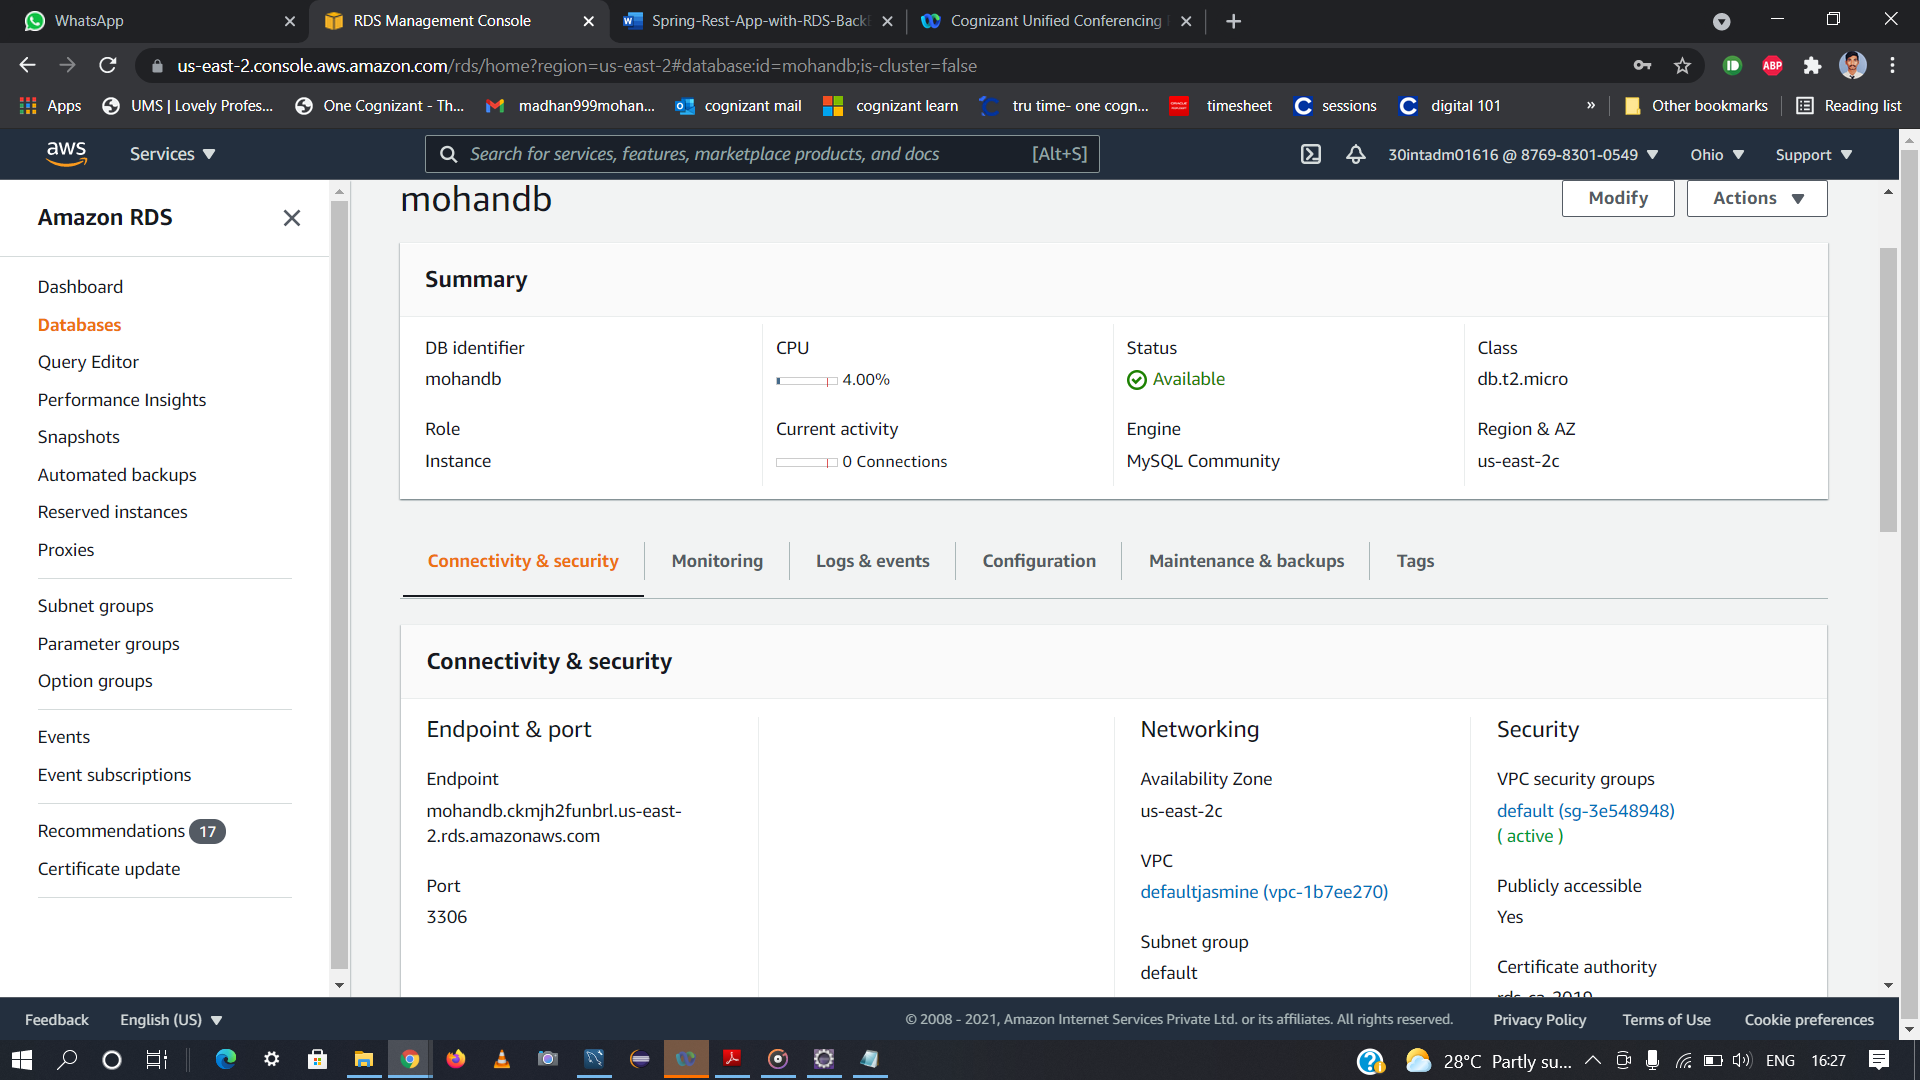 WhatsApp
RDS Management Console
Spring-Rest-App-with-RDS-Back
Cognizant Unified Conferencing
us-east-2.console.aws.amazon.com/rds/home?region=us-east-2#database:id=mohandb;is-cluster=false
ABP
Apps
UMS | Lovely Profes...
One Cognizant - Th...
madhan999mohan...
cognizant mail
cognizant learn
tru time- one cogn...
timesheet
sessions
digital 101
»
Other bookmarks
Reading list
aws
Services
Search for services, features, marketplace products, and docs
[Alt+S]
30intadm01616 @ 8769-8301-0549
Ohio
Support
Amazon RDS
Dashboard
Databases
Query Editor
Performance Insights
Snapshots
Automated backups
Reserved instances
Proxies
Subnet groups
Parameter groups
Option groups
Events
Event subscriptions
Recommendations 17
Certificate update
mohandb
Modify
Actions
Summary
DB identifier
mohandb
CPU
4.00%
Status
Available
Class
db.t2.micro
Role
Instance
Current activity
0 Connections
Engine
MySQL Community
Region & AZ
us-east-2c
Connectivity & security
Monitoring
Logs & events
Configuration
Maintenance & backups
Tags
Connectivity & security
Endpoint & port
Endpoint
mohandb.ckmjh2funbrl.us-east-
2.rds.amazonaws.com
Port
3306
Networking
Availability Zone
us-east-2c
VPC
defaultjasmine (vpc-1b7ee270)
Subnet group
default
Security
VPC security groups
default (sg-3e548948)
( active )
Publicly accessible
Yes
Certificate authority
rds-ca-2019
Feedback
English (US)
© 2008 - 2021, Amazon Internet Services Private Ltd. or its affiliates. All rights reserved.
Privacy Policy
Terms of Use
Cookie preferences
28°C Partly su...
ENG
16:27